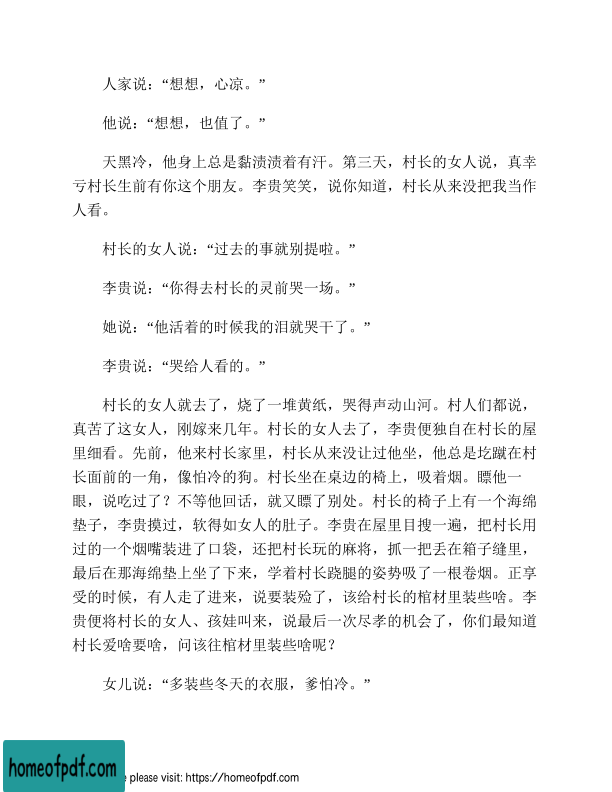 人家说：“想想，心凉。”
他说：“想想，也值了。”
天黑冷，他身上总是黏渍渍着有汗。第三天，村长的女人说，真幸
亏村长生前有你这个朋友。李贵笑笑，说你知道，村长从来没把我当作
人看。
村长的女人说：“过去的事就别提啦。”
李贵说：“你得去村长的灵前哭一场。”
她说：“他活着的时候我的泪就哭干了。”
李贵说：“哭给人看的。”
村长的女人就去了，烧了一堆黄纸，哭得声动山河。村人们都说，
真苦了这女人，刚嫁来几年。村长的女人去了，李贵便独自在村长的屋
里细看。先前，他来村长家里，村长从来没让过他坐，他总是圪蹴在村
长面前的一角，像怕冷的狗。村长坐在桌边的椅上，吸着烟。瞟他一
眼，说吃过了？不等他回话，就又瞟了别处。村长的椅子上有一个海绵
垫子，李贵摸过，软得如女人的肚子。李贵在屋里目搜一遍，把村长用
过的一个烟嘴装进了口袋，还把村长玩的麻将，抓一把丢在箱子缝里，
最后在那海绵垫上坐了下来，学着村长跷腿的姿势吸了一根卷烟。正享
受的时候，有人走了进来，说要装殓了，该给村长的棺材里装些啥。李
贵便将村长的女人、孩娃叫来，说最后一次尽孝的机会了，你们最知道
村长爱啥要啥，问该往棺材里装些啥呢？
女儿说：“多装些冬天的衣服，爹怕冷。”
homeofpdf.com
e please visit: https://homeofpdf.com